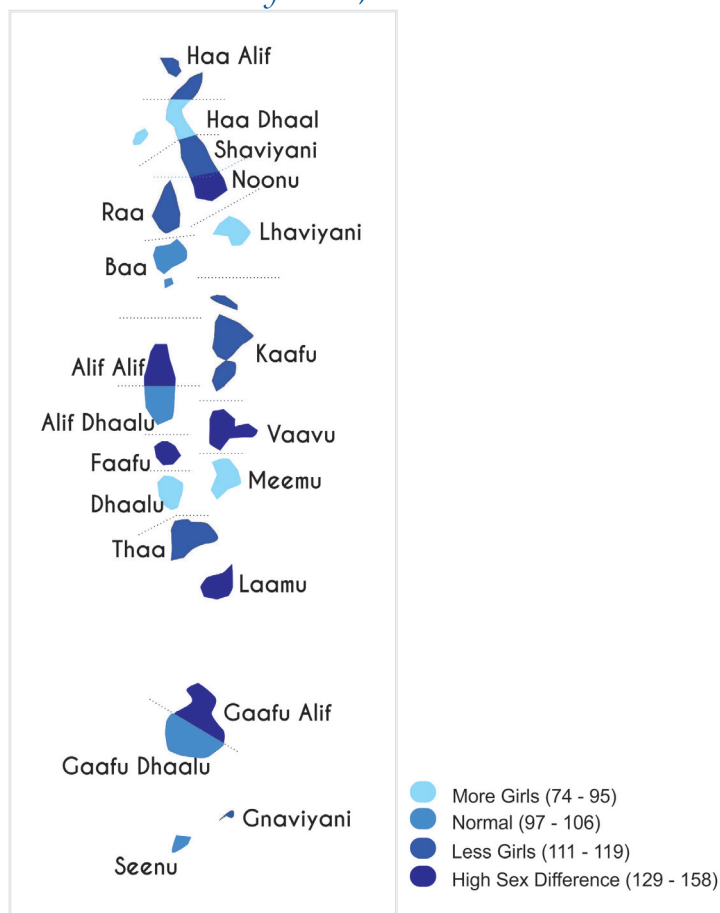 Haa Alif
Haa Dhaal
Shaviyani
Noonu
Raa
Lhaviyani
Baa
Kaafu
Alif Alif
Alif Dhaalu
Vaavu
Faafu
Meemu
Dhaalu
Thaa
Laamu
Gaafu Alif
Gaafu Dhaalu
Gnaviyani
Seenu
More Girls (74 - 95)
Normal (97 - 106)
Less Girls (111 - 119)
High Sex Difference (129 - 158)